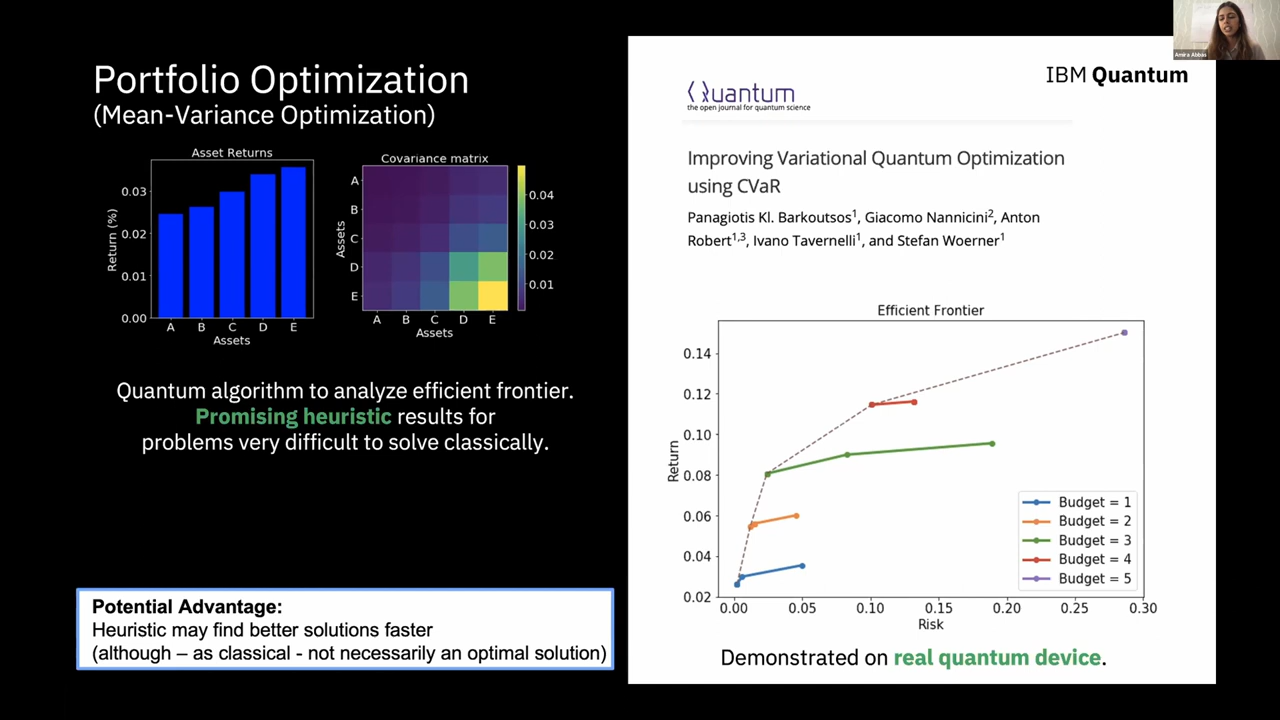 Portfolio Optimization
(Mean-Variance Optimization)
Asset Returns
Return (%)
0.03
0.02
0.01
0.00
A B C D E
Assets
Covariance matrix
Assets
A
B
C
D
E
A B C D E
Assets
0.04
0.03
0.02
0.01
Quantum algorithm to analyze efficient frontier.
Promising heuristic results for
problems very difficult to solve classically.
Potential Advantage:
Heuristic may find better solutions faster
(although – as classical - not necessarily an optimal solution)
Amira Abbas
IBM Quantum
Quantum
the open journal for quantum science
Improving Variational Quantum Optimization
using CVaR
Panagiotis Kl. Barkoutsos1, Giacomo Nannicini2, Anton
Robert1,3, Ivano Tavernelli1, and Stefan Woerner1
Efficient Frontier
Return
0.14
0.12
0.10
0.08
0.06
0.04
0.02
0.00 0.05 0.10 0.15 0.20 0.25 0.30
Risk
Budget = 1
Budget = 2
Budget = 3
Budget = 4
Budget = 5
Demonstrated on real quantum device.